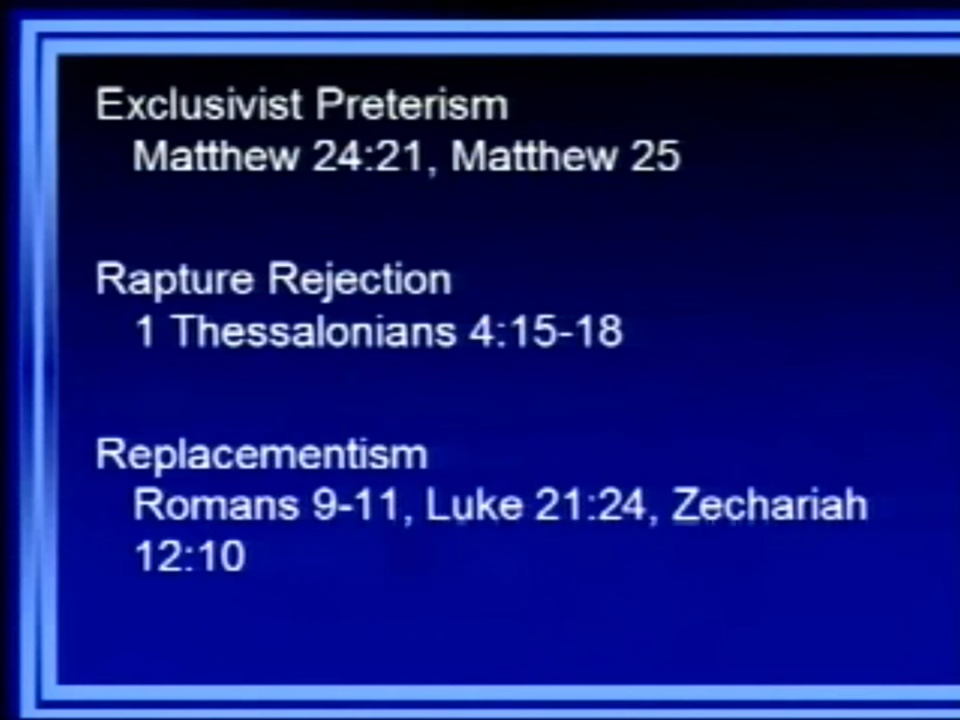 Exclusivist Preterism
Matthew 24:21, Matthew 25
Rapture Rejection
1 Thessalonians 4:15-18
Replacementism
Romans 9-11, Luke 21:24, Zechariah
12:10